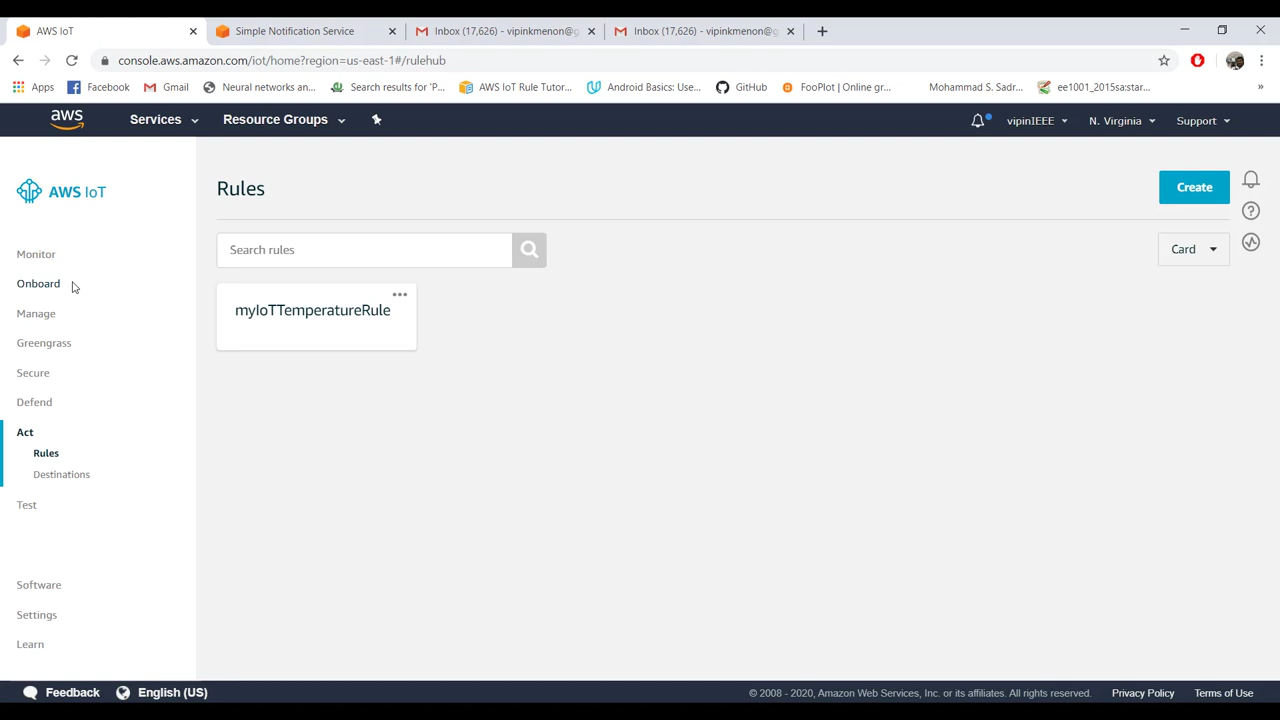 AWS IoT
Simple Notification Service
Inbox (17,626) - vipinkmenon@g
Inbox (17,626) - vipinkmenon@g
console.aws.amazon.com/iot/home?region=us-east-1#/rulehub
Apps
Facebook
Gmail
Neural networks an...
Search results for 'P...
AWS IoT Rule Tutor...
Android Basics: Use...
GitHub
FooPlot | Online gr...
Mohammad S. Sadr...
ee1001_2015sa:star...
»
aws
Services
Resource Groups
vipinIEEE
N. Virginia
Support
AWS IoT
Monitor
Onboard
Manage
Greengrass
Secure
Defend
Act
Rules
Destinations
Test
Software
Settings
Learn
Rules
Create
Search rules
Card
myIoTTemperatureRule
Feedback
English (US)
© 2008 - 2020, Amazon Web Services, Inc. or its affiliates. All rights reserved.
Privacy Policy
Terms of Use